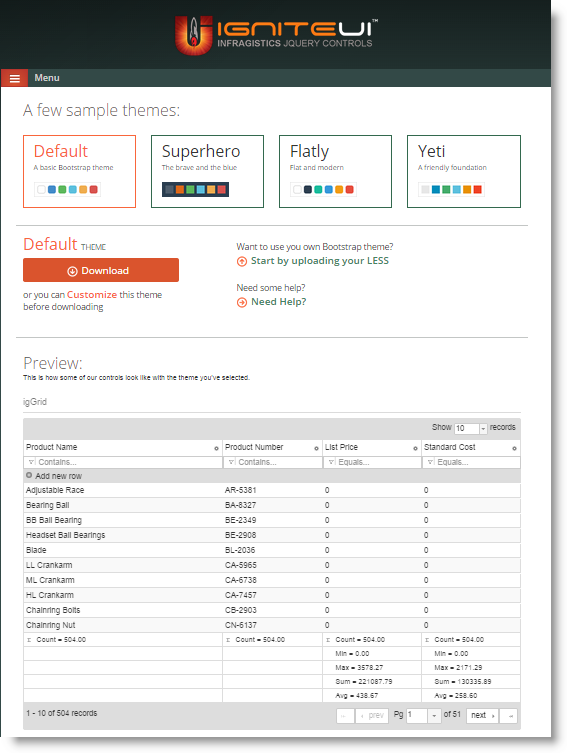 IGNITEUI™
INFRAGISTICS JQUERY CONTROLS
Menu
A few sample themes:
Default
A basic Bootstrap theme
Superhero
The brave and the blue
Flatly
Flat and modern
Yeti
A friendly foundation
Default THEME
Download
or you can Customize this theme
before downloading
Want to use you own Bootstrap theme?
Start by uploading your LESS
Need some help?
Need Help?
Preview:
This is how some of our controls look like with the theme you've selected.
igGrid
Show 10 records
Product Name Product Number List Price Standard Cost
Contains... Contains... Equals... Equals...
Add new row
Adjustable Race AR-5381 0 0
Bearing Ball BA-8327 0 0
BB Ball Bearing BE-2349 0 0
Headset Ball Bearings BE-2908 0 0
Blade BL-2036 0 0
LL Crankarm CA-5965 0 0
ML Crankarm CA-6738 0 0
HL Crankarm CA-7457 0 0
Chainring Bolts CB-2903 0 0
Chainring Nut CN-6137 0 0
Σ Count = 504.00 Σ Count = 504.00 Σ Count = 504.00 Σ Count = 504.00
Min = 0.00 Min = 0.00
Max = 3578.27 Max = 2171.29
Sum = 221087.79 Sum = 130335.89
Avg = 438.67 Avg = 258.60
1 - 10 of 504 records prev Pg 1 of 51 next